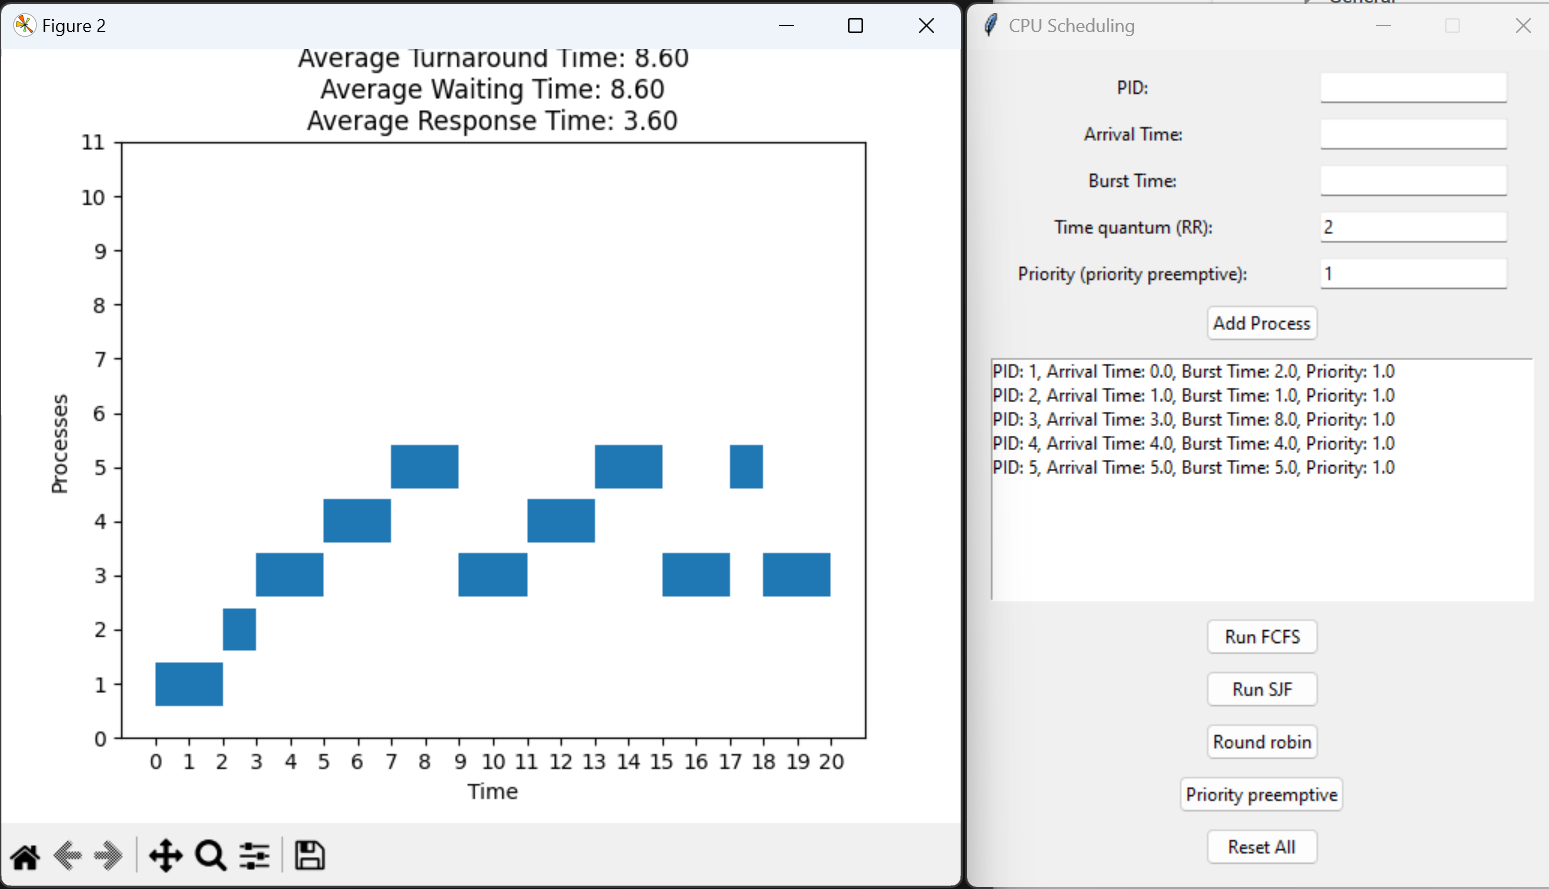 Figure 2
Average Turnaround Time: 8.60
Average Waiting Time: 8.60
Average Response Time: 3.60
11
10
9
8
7
6
5
4
3
2
1
0
Processes
0 1 2 3 4 5 6 7 8 9 10 11 12 13 14 15 16 17 18 19 20
Time
General
CPU Scheduling
PID:
Arrival Time:
Burst Time:
Time quantum (RR): 2
Priority (priority preemptive): 1
Add Process
PID: 1, Arrival Time: 0.0, Burst Time: 2.0, Priority: 1.0
PID: 2, Arrival Time: 1.0, Burst Time: 1.0, Priority: 1.0
PID: 3, Arrival Time: 3.0, Burst Time: 8.0, Priority: 1.0
PID: 4, Arrival Time: 4.0, Burst Time: 4.0, Priority: 1.0
PID: 5, Arrival Time: 5.0, Burst Time: 5.0, Priority: 1.0
Run FCFS
Run SJF
Round robin
Priority preemptive
Reset All